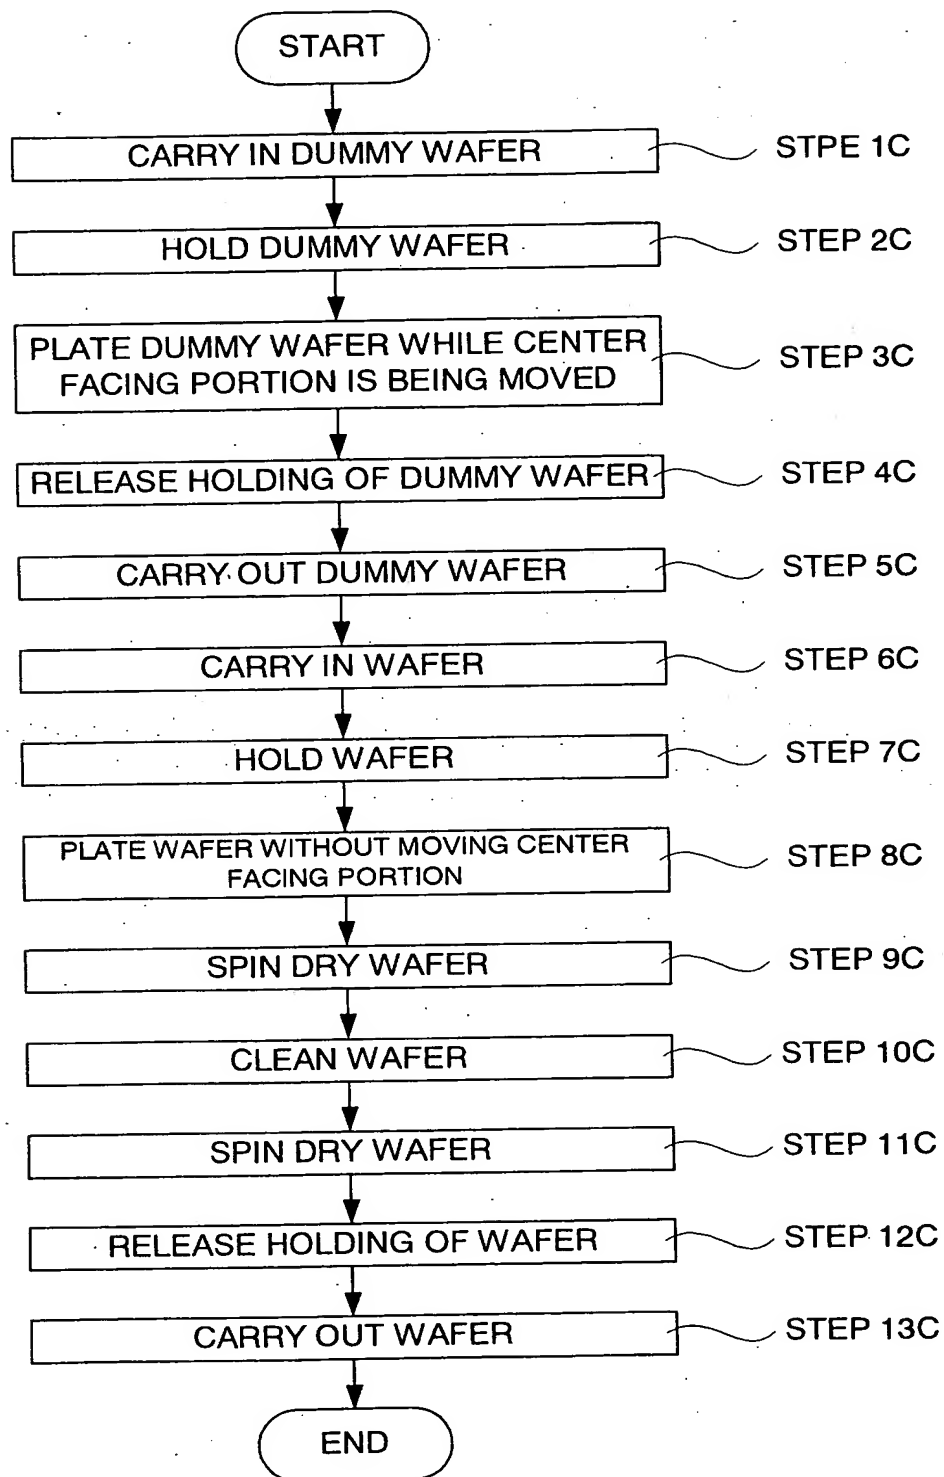 START
CARRY IN DUMMY WAFER
STPE 1C
HOLD DUMMY WAFER
STEP 2C
PLATE DUMMY WAFER WHILE CENTER
FACING PORTION IS BEING MOVED
STEP 3C
RELEASE HOLDING OF DUMMY WAFER
STEP 4C
CARRY OUT DUMMY WAFER
STEP 5C
CARRY IN WAFER
STEP 6C
HOLD WAFER
STEP 7C
PLATE WAFER WITHOUT MOVING CENTER
FACING PORTION
STEP 8C
SPIN DRY WAFER
STEP 9C
CLEAN WAFER
STEP 10C
SPIN DRY WAFER
STEP 11C
RELEASE HOLDING OF WAFER
STEP 12C
CARRY OUT WAFER
STEP 13C
END